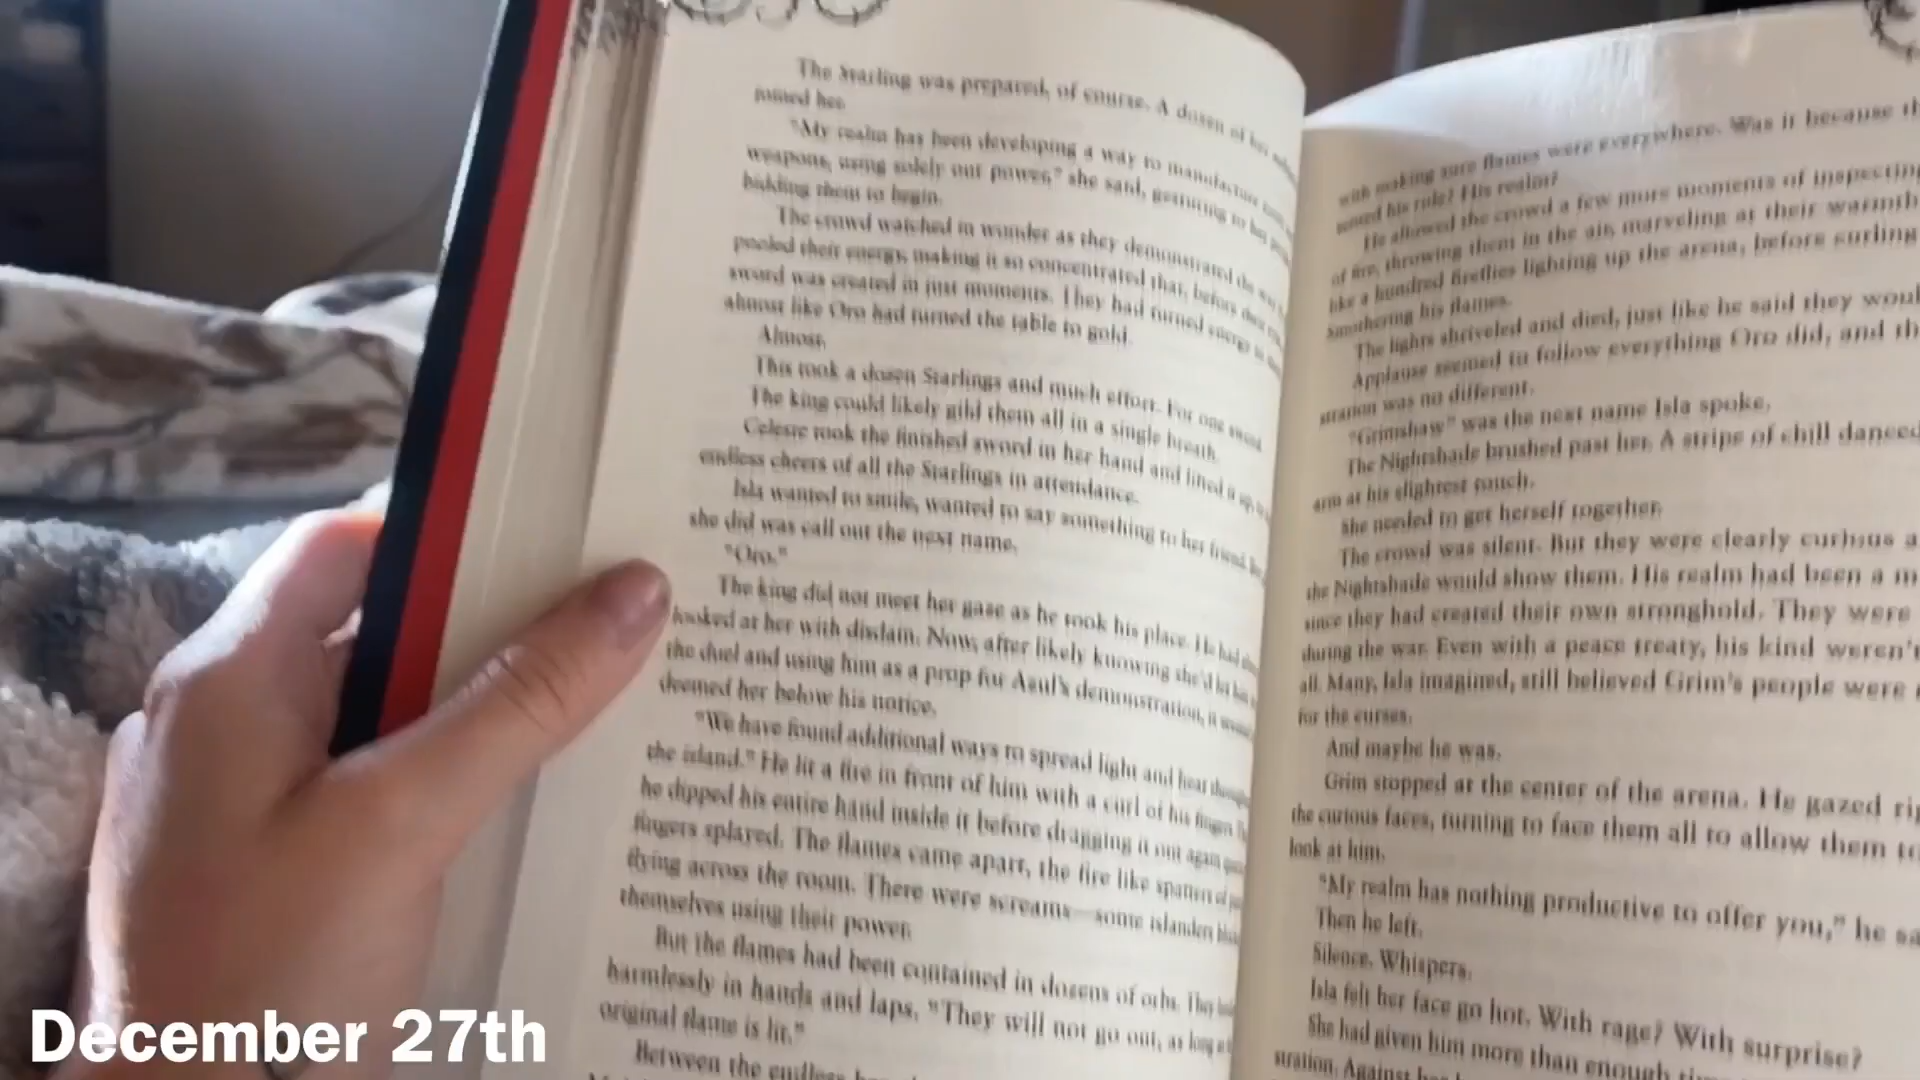 The Starling was prepared, of course. A dozen of her
joined her.
"My realm has been developing a way to manufacture
weapons, using solely our power," she said, gesturing to her
bidding them to begin.
The crowd watched in wonder as they demonstrated the way
pooled their energy, making it so concentrated that, before their
sword was created in just moments. They had turned energy to
almost like Oro had turned the table to gold.
Almost.
This took a dozen Starlings and much effort. For one sword.
The king could likely gild them all in a single breath.
Celeste took the finished sword in her hand and lifted it up, to
endless cheers of all the Starlings in attendance.
Isla wanted to smile, wanted to say something to her friend.
she did was call out the next name.
"Oro."
The king did not meet her gaze as he took his place. He had
looked at her with disdain. Now, after likely knowing she'd let him
the duel and using him as a prop for Azul's demonstration, it
deemed her below his notice.
"We have found additional ways to spread light and heat
the island." He lit a fire in front of him with a curl of his finger.
he dipped his entire hand inside it before dragging it out again
fingers splayed. The flames came apart, the fire like spatters of
flying across the room. There were screams—some islanders
themselves using their power.
But the flames had been contained in dozens of orbs. They
harmlessly in hands and laps. "They will not go out, as long
original flame is lit."
Between the endless
with making sure flames were everywhere. Was it because
his rule? His realm?
He allowed the crowd a few more moments of inspecting
of fire, throwing them in the air, marveling at their warmth
like a hundred fireflies lighting up the arena, before curling
smothering his flames.
The lights shriveled and died, just like he said they
Applause seemed to follow everything Oro did, and
stration was no different.
"Grimshaw" was the next name Isla spoke.
The Nightshade brushed past her. A stripe of chill danced
arm at his slightest touch.
She needed to get herself together.
The crowd was silent. But they were clearly curious
the Nightshade would show them. His realm had been a
since they had created their own stronghold. They were
during the war. Even with a peace treaty, his kind weren't
all. Many, Isla imagined, still believed Grim's people were
for the curses.
And maybe he was.
Grim stopped at the center of the arena. He gazed
the curious faces, turning to face them all to allow them to
look at him.
"My realm has nothing productive to offer you," he
Then he left.
Silence. Whispers.
Isla felt her face go hot. With rage? With surprise?
She had given him more than enough
stration. Against
December 27th